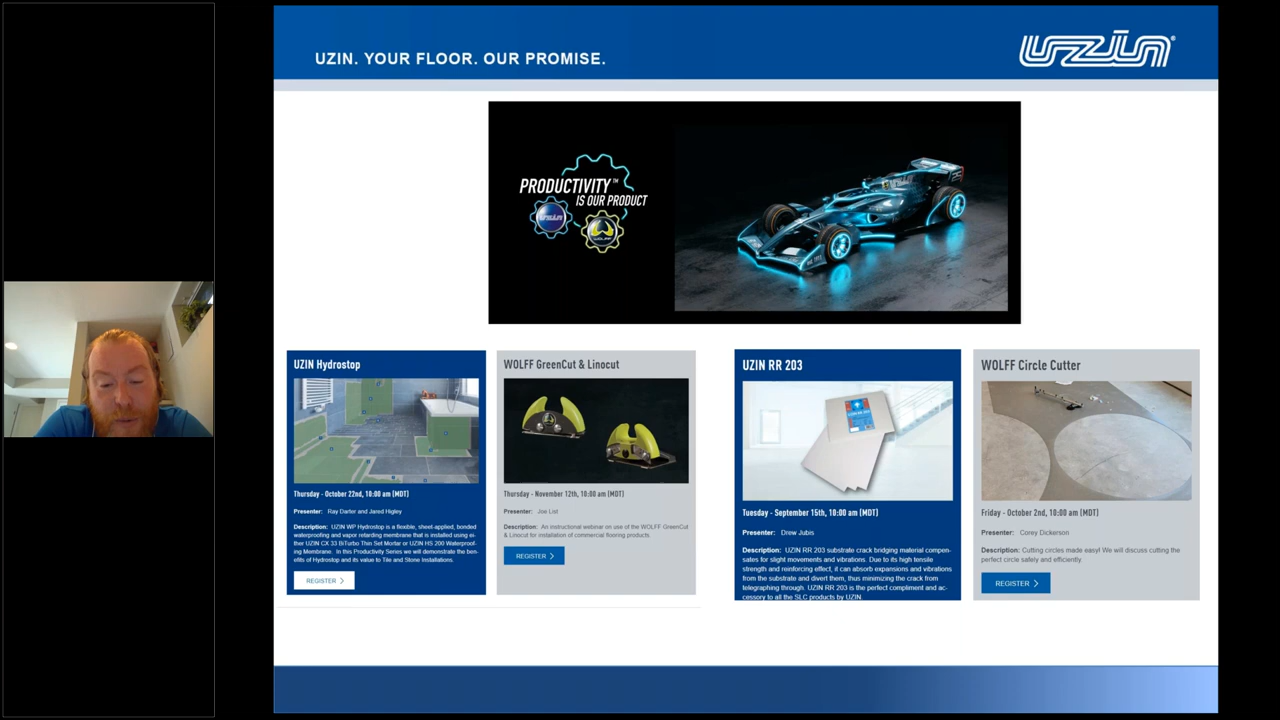 UZIN. YOUR FLOOR. OUR PROMISE.
UZIN
PRODUCTIVITY™
IS OUR PRODUCT
UZIN
WOLFF
UZIN Hydrostop
Thursday - October 22nd, 10:00 am (MDT)
Presenter: Ray Darter and Jared Higley
Description: UZIN WP Hydrostop is a flexible, sheet-applied, bonded
waterproofing and vapor retarding membrane that is installed using ei-
ther UZIN CX 33 BiTurbo Thin Set Mortar or UZIN HS 200 Waterproof-
ing Membrane. In this Productivity Series we will demonstrate the ben-
efits of Hydrostop and its value to Tile and Stone Installations.
REGISTER
WOLFF GreenCut & Linocut
Thursday - November 12th, 10:00 am (MDT)
Presenter: Joe List
Description: An instructional webinar on use of the WOLFF GreenCut
& Linocut for installation of commercial flooring products.
REGISTER
UZIN RR 203
Tuesday - September 15th, 10:00 am (MDT)
Presenter: Drew Jubis
Description: UZIN RR 203 substrate crack bridging material compen-
sates for slight movements and vibrations. Due to its high tensile
strength and reinforcing effect, it can absorb expansions and vibrations
from the substrate and divert them, thus minimizing the crack from
telegraphing through. UZIN RR 203 is the perfect compliment and ac-
cessory to all the SLC products by UZIN.
WOLFF Circle Cutter
Friday - October 2nd, 10:00 am (MDT)
Presenter: Corey Dickerson
Description: Cutting circles made easy! We will discuss cutting the
perfect circle safely and efficiently.
REGISTER